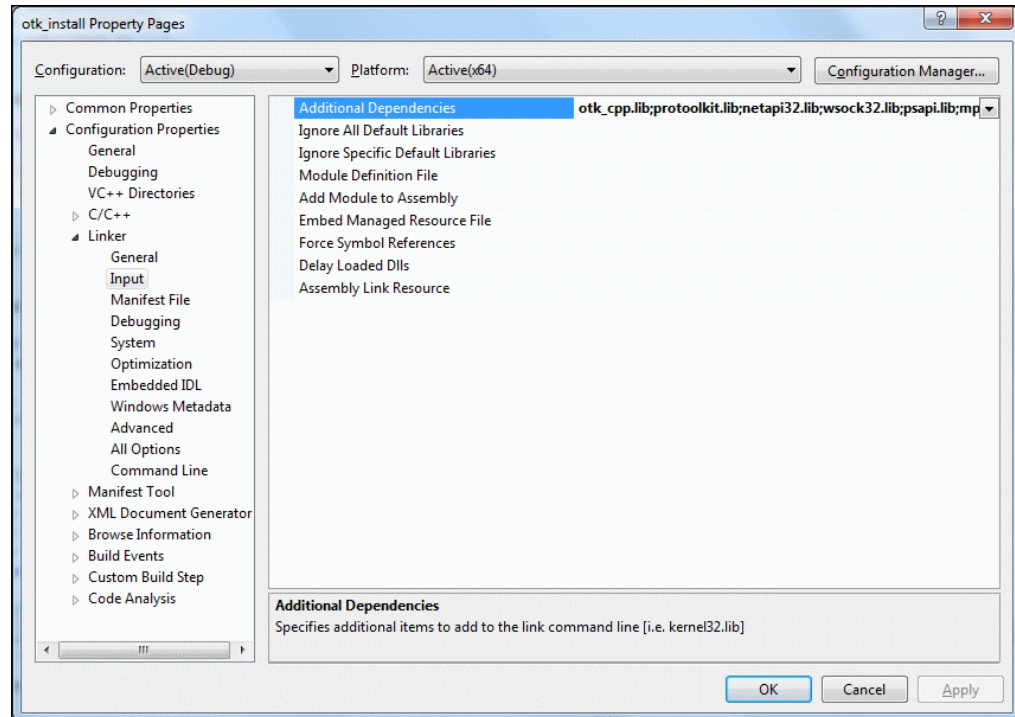 otk_install Property Pages
Configuration: Active(Debug) Platform: Active(x64) Configuration Manager...
Common Properties
Configuration Properties
General
Debugging
VC++ Directories
C/C++
Linker
General
Input
Manifest File
Debugging
System
Optimization
Embedded IDL
Windows Metadata
Advanced
All Options
Command Line
Manifest Tool
XML Document Generator
Browse Information
Build Events
Custom Build Step
Code Analysis
Additional Dependencies otk_cpp.lib;protoolkit.lib;netapi32.lib;wsock32.lib;psapi.lib;mp
Ignore All Default Libraries
Ignore Specific Default Libraries
Module Definition File
Add Module to Assembly
Embed Managed Resource File
Force Symbol References
Delay Loaded Dlls
Assembly Link Resource
Additional Dependencies
Specifies additional items to add to the link command line [i.e. kernel32.lib]
OK Cancel Apply